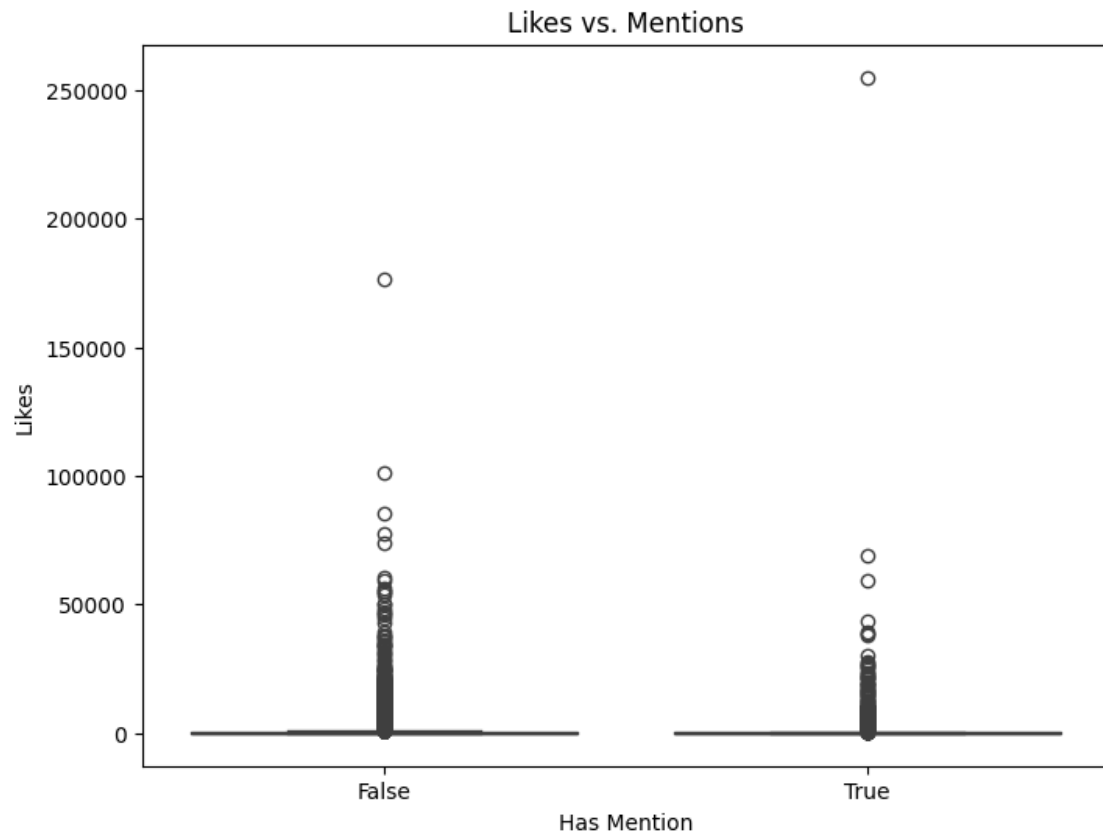 Likes vs. Mentions
250000
200000
150000
100000
50000
0
Likes
False
True
Has Mention